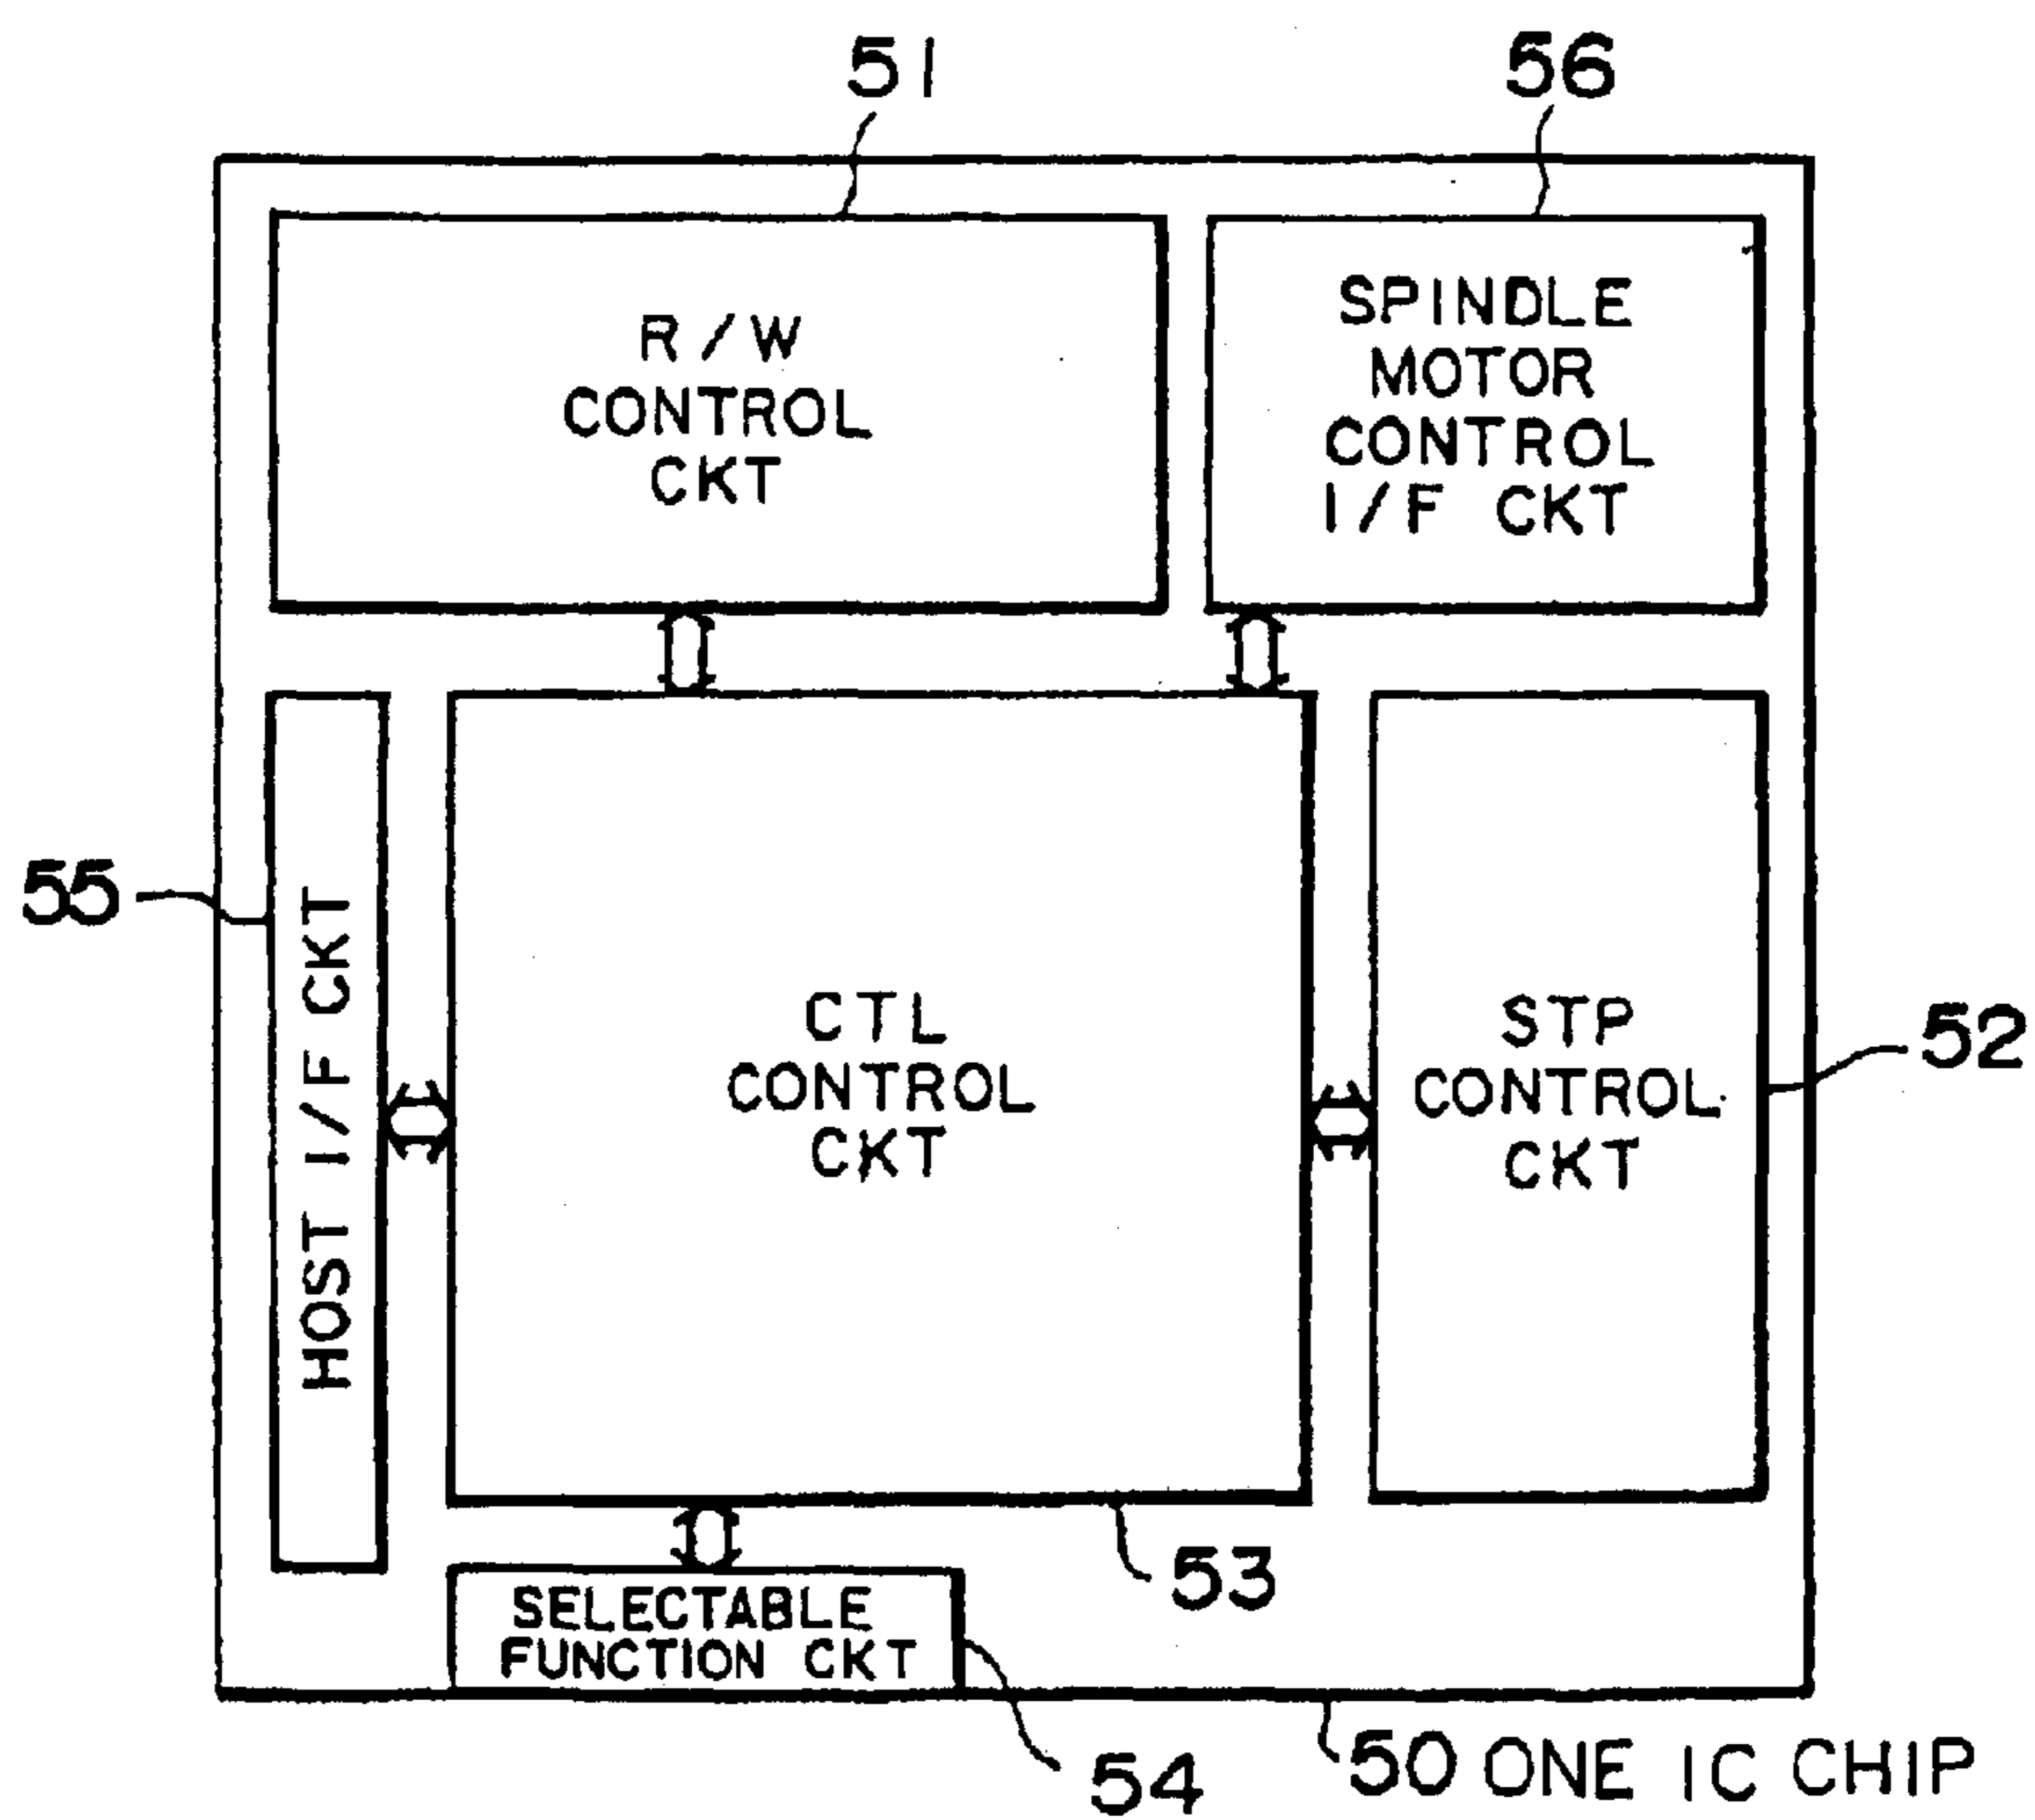 51
56
R/W
CONTROL
CKT
SPINDLE
MOTOR
CONTROL
I/F CKT
55
HOST I/F CKT
CTL
CONTROL
CKT
STP
CONTROL
CKT
52
53
SELECTABLE
FUNCTION CKT
54
50 ONE IC CHIP